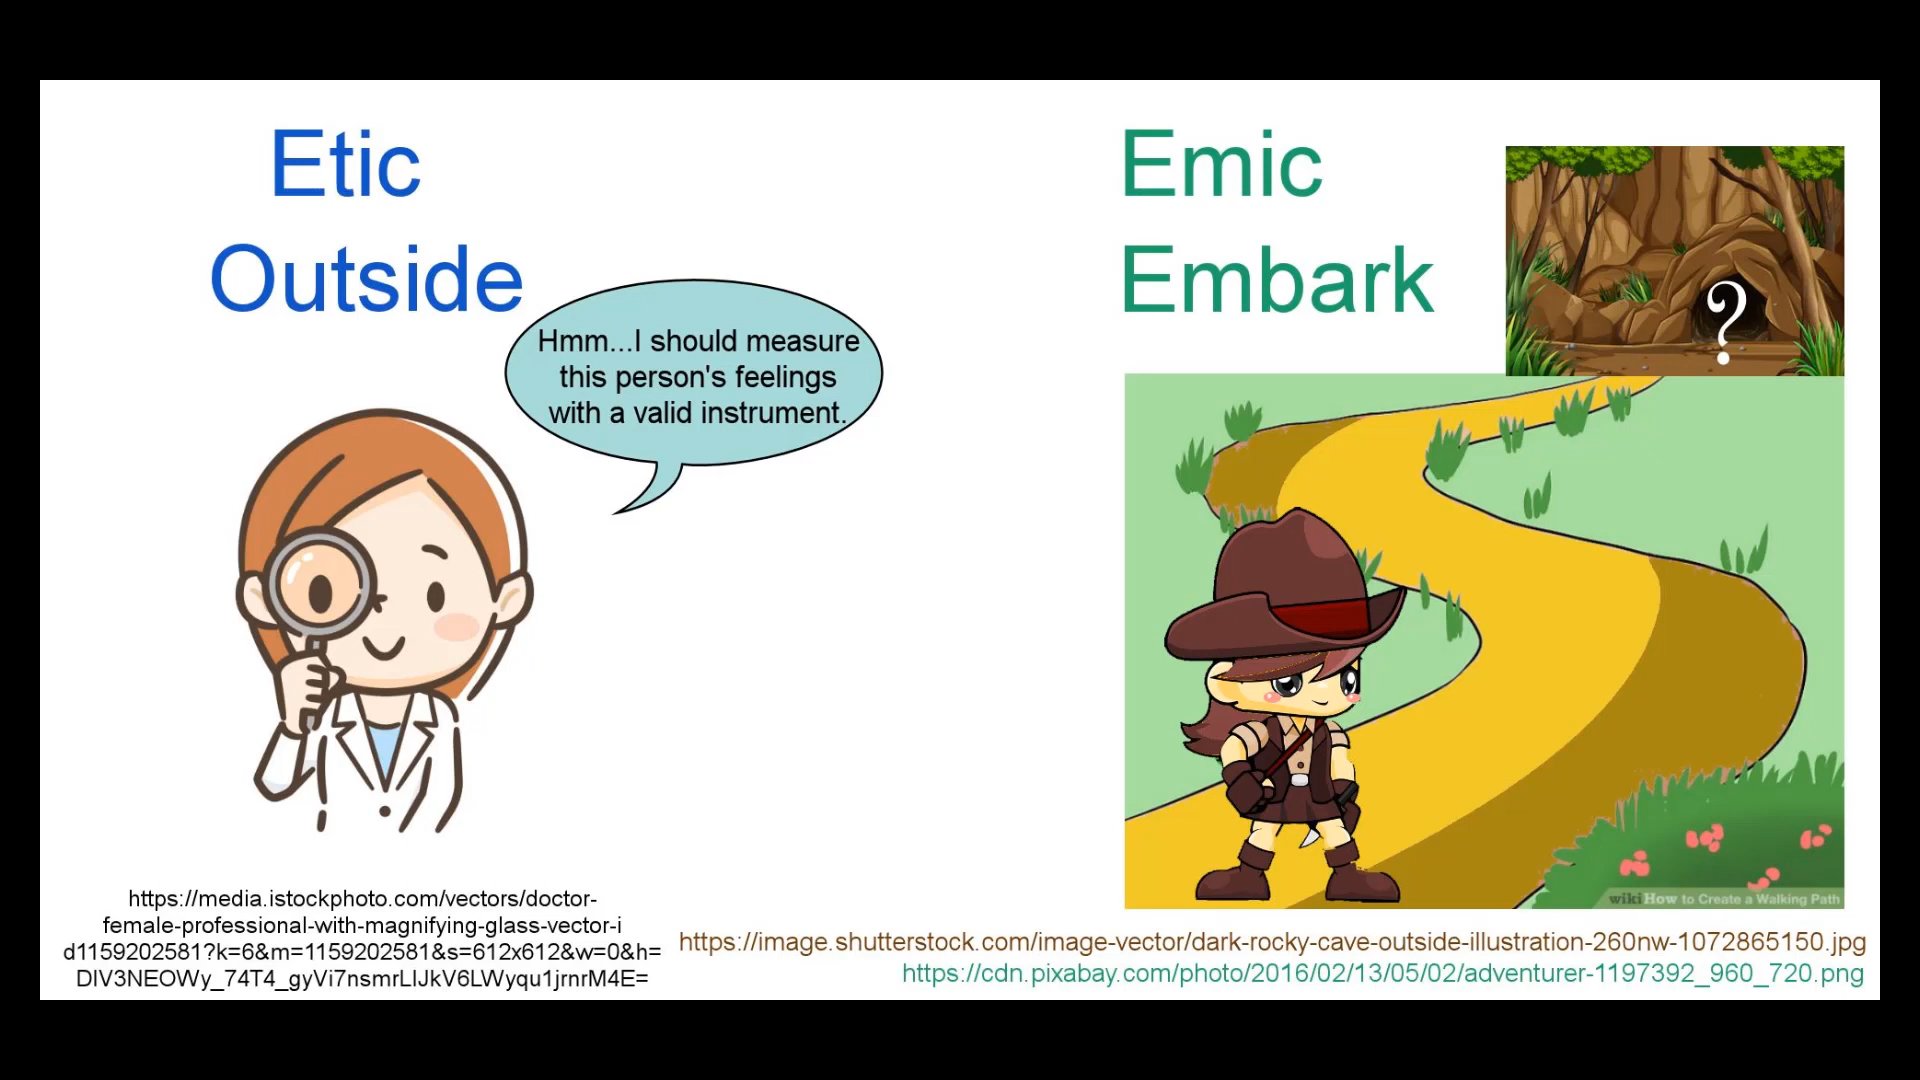 Etic
Outside
Hmm...I should measure
this person's feelings
with a valid instrument.
Emic
Embark
?
wikiHow to Create a Walking Path
https://media.istockphoto.com/vectors/doctor-
female-professional-with-magnifying-glass-vector-i
d1159202581?k=6&m=1159202581&s=612x612&w=0&h=
DIV3NEOWy_74T4_gyVi7nsmrLIJkV6LWyqu1jrnrM4E=
https://image.shutterstock.com/image-vector/dark-rocky-cave-outside-illustration-260nw-1072865150.jpg
https://cdn.pixabay.com/photo/2016/02/13/05/02/adventurer-1197392_960_720.png